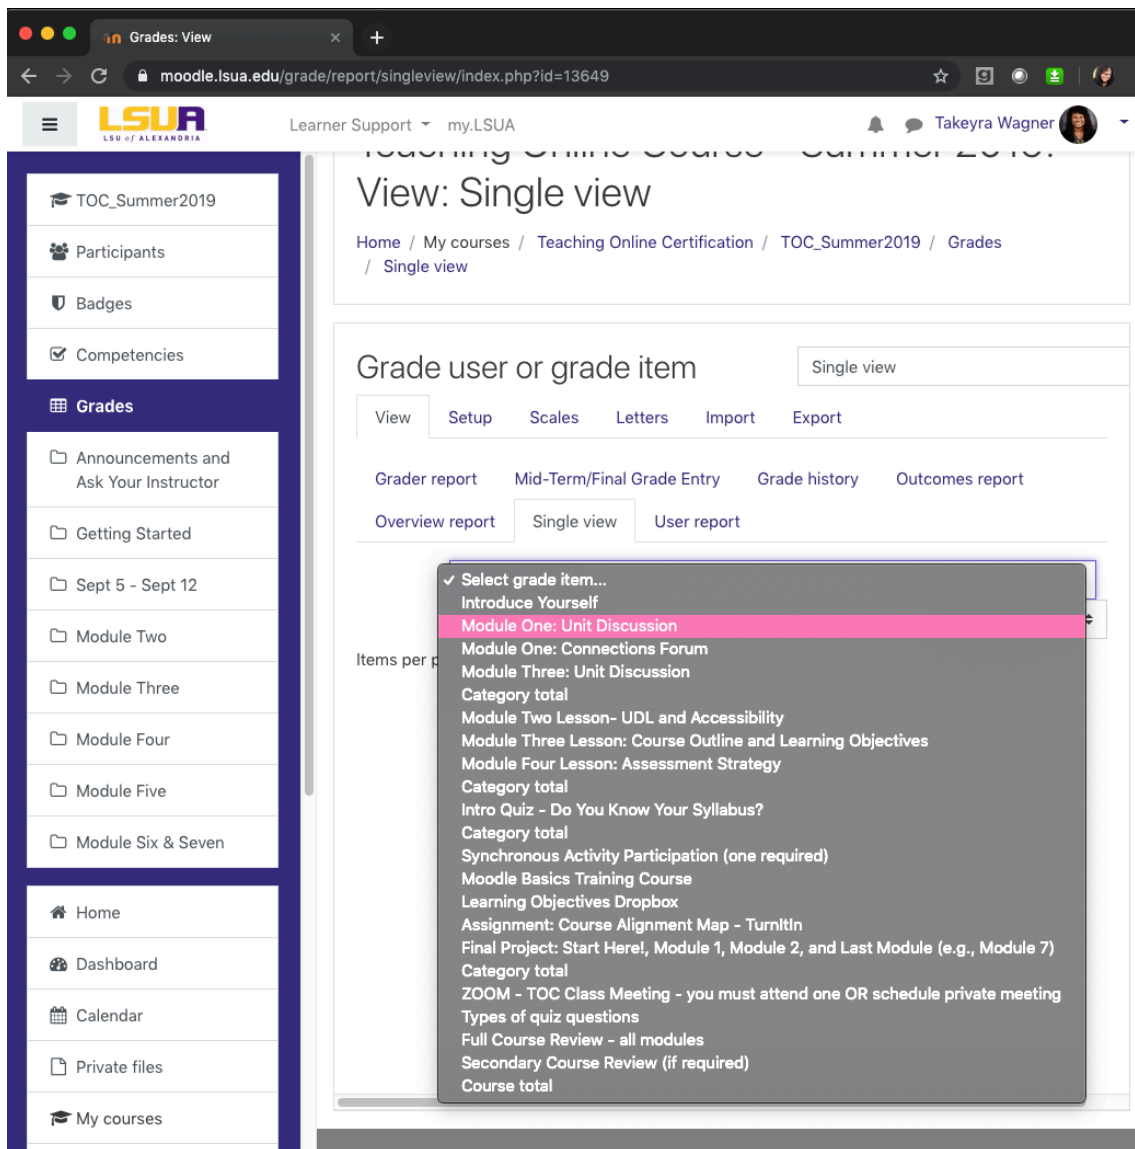 Grades: View
moodle.lsua.edu/grade/report/singleview/index.php?id=13649
LSUA
LSU of ALEXANDRIA
Learner Support
my.LSUA
Takeyra Wagner
Teaching Online Course - Summer 2019:
View: Single view
Home / My courses / Teaching Online Certification / TOC_Summer2019 / Grades
/ Single view
TOC_Summer2019
Participants
Badges
Competencies
Grades
Announcements and
Ask Your Instructor
Getting Started
Sept 5 - Sept 12
Module Two
Module Three
Module Four
Module Five
Module Six & Seven
Home
Dashboard
Calendar
Private files
My courses
Grade user or grade item
Single view
View
Setup
Scales
Letters
Import
Export
Grader report
Mid-Term/Final Grade Entry
Grade history
Outcomes report
Overview report
Single view
User report
Items per p
✓ Select grade item...
Introduce Yourself
Module One: Unit Discussion
Module One: Connections Forum
Module Three: Unit Discussion
Category total
Module Two Lesson- UDL and Accessibility
Module Three Lesson: Course Outline and Learning Objectives
Module Four Lesson: Assessment Strategy
Category total
Intro Quiz - Do You Know Your Syllabus?
Category total
Synchronous Activity Participation (one required)
Moodle Basics Training Course
Learning Objectives Dropbox
Assignment: Course Alignment Map - TurnItIn
Final Project: Start Here!, Module 1, Module 2, and Last Module (e.g., Module 7)
Category total
ZOOM - TOC Class Meeting - you must attend one OR schedule private meeting
Types of quiz questions
Full Course Review - all modules
Secondary Course Review (if required)
Course total